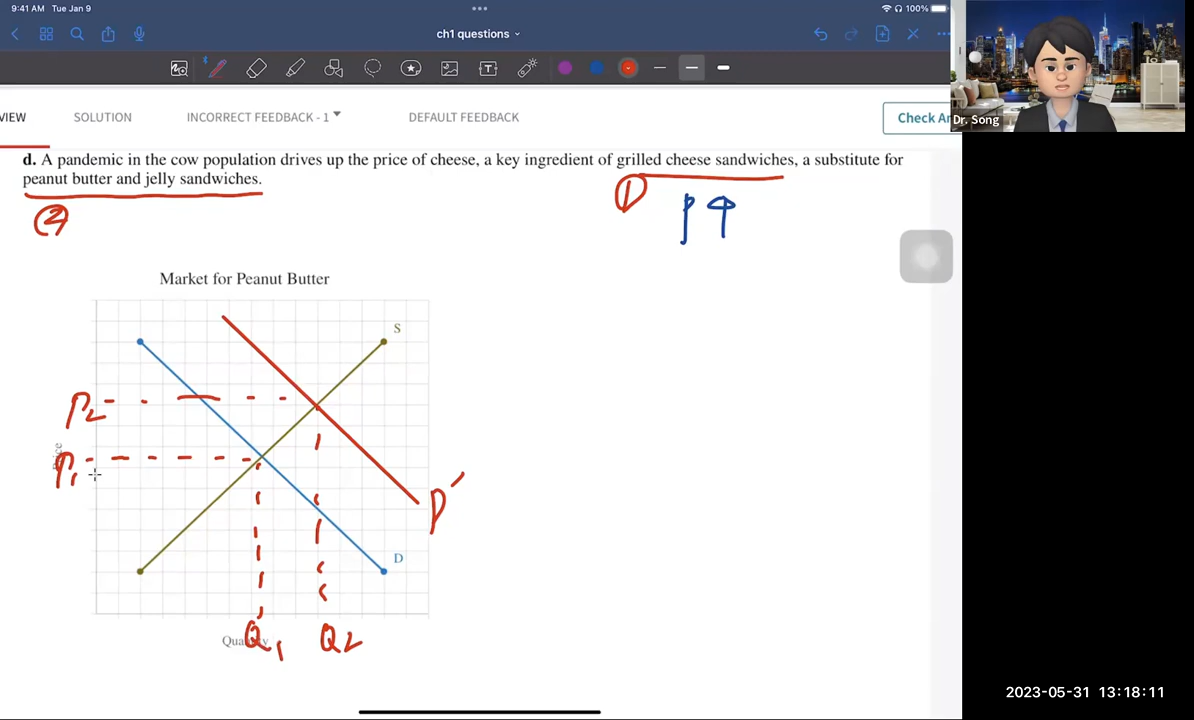 9:41 AM Tue Jan 9
100%
ch1 questions
Dr. Song
VIEW
SOLUTION
INCORRECT FEEDBACK - 1
DEFAULT FEEDBACK
Check An
d. A pandemic in the cow population drives up the price of cheese, a key ingredient of grilled cheese sandwiches, a substitute for
peanut butter and jelly sandwiches.
① P↑
②
Market for Peanut Butter
S
P2
P1
D'
D
Q1 Q2
2023-05-31 13:18:11